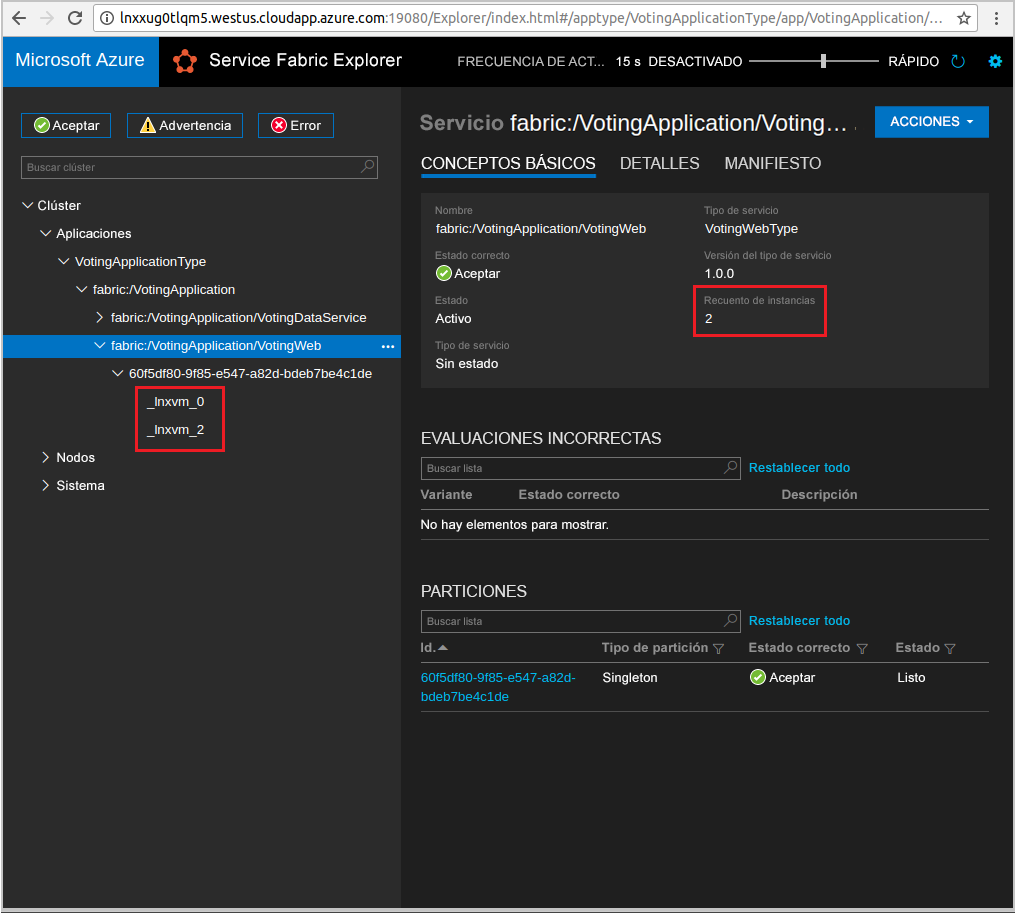 lnxxug0tlqm5.westus.cloudapp.azure.com:19080/Explorer/index.html#/apptype/VotingApplicationType/app/VotingApplication/...
Microsoft Azure
Service Fabric Explorer
FRECUENCIA DE ACT... 15 s DESACTIVADO RÁPIDO
Aceptar
Advertencia
Error
Buscar clúster
Clúster
Aplicaciones
VotingApplicationType
fabric:/VotingApplication
fabric:/VotingApplication/VotingDataService
fabric:/VotingApplication/VotingWeb
60f5df80-9f85-e547-a82d-bdeb7be4c1de
_lnxvm_0
_lnxvm_2
Nodos
Sistema
Servicio fabric:/VotingApplication/Voting...
ACCIONES
CONCEPTOS BÁSICOS DETALLES MANIFIESTO
Nombre
fabric:/VotingApplication/VotingWeb
Tipo de servicio
VotingWebType
Estado correcto
Aceptar
Versión del tipo de servicio
1.0.0
Estado
Activo
Recuento de instancias
2
Tipo de servicio
Sin estado
EVALUACIONES INCORRECTAS
Buscar lista
Restablecer todo
Variante Estado correcto Descripción
No hay elementos para mostrar.
PARTICIONES
Buscar lista
Restablecer todo
Id. Tipo de partición Estado correcto Estado
60f5df80-9f85-e547-a82d- Singleton Aceptar Listo
bdeb7be4c1de